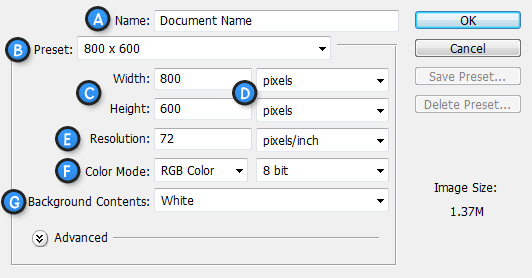 A Name: Document Name OK
B Preset: 800 x 600 Cancel
Width: 800 pixels Save Preset...
C D
Height: 600 pixels Delete Preset...
E Resolution: 72 pixels/inch
F Color Mode: RGB Color 8 bit
Image Size:
G Background Contents: White
1.37M
Advanced